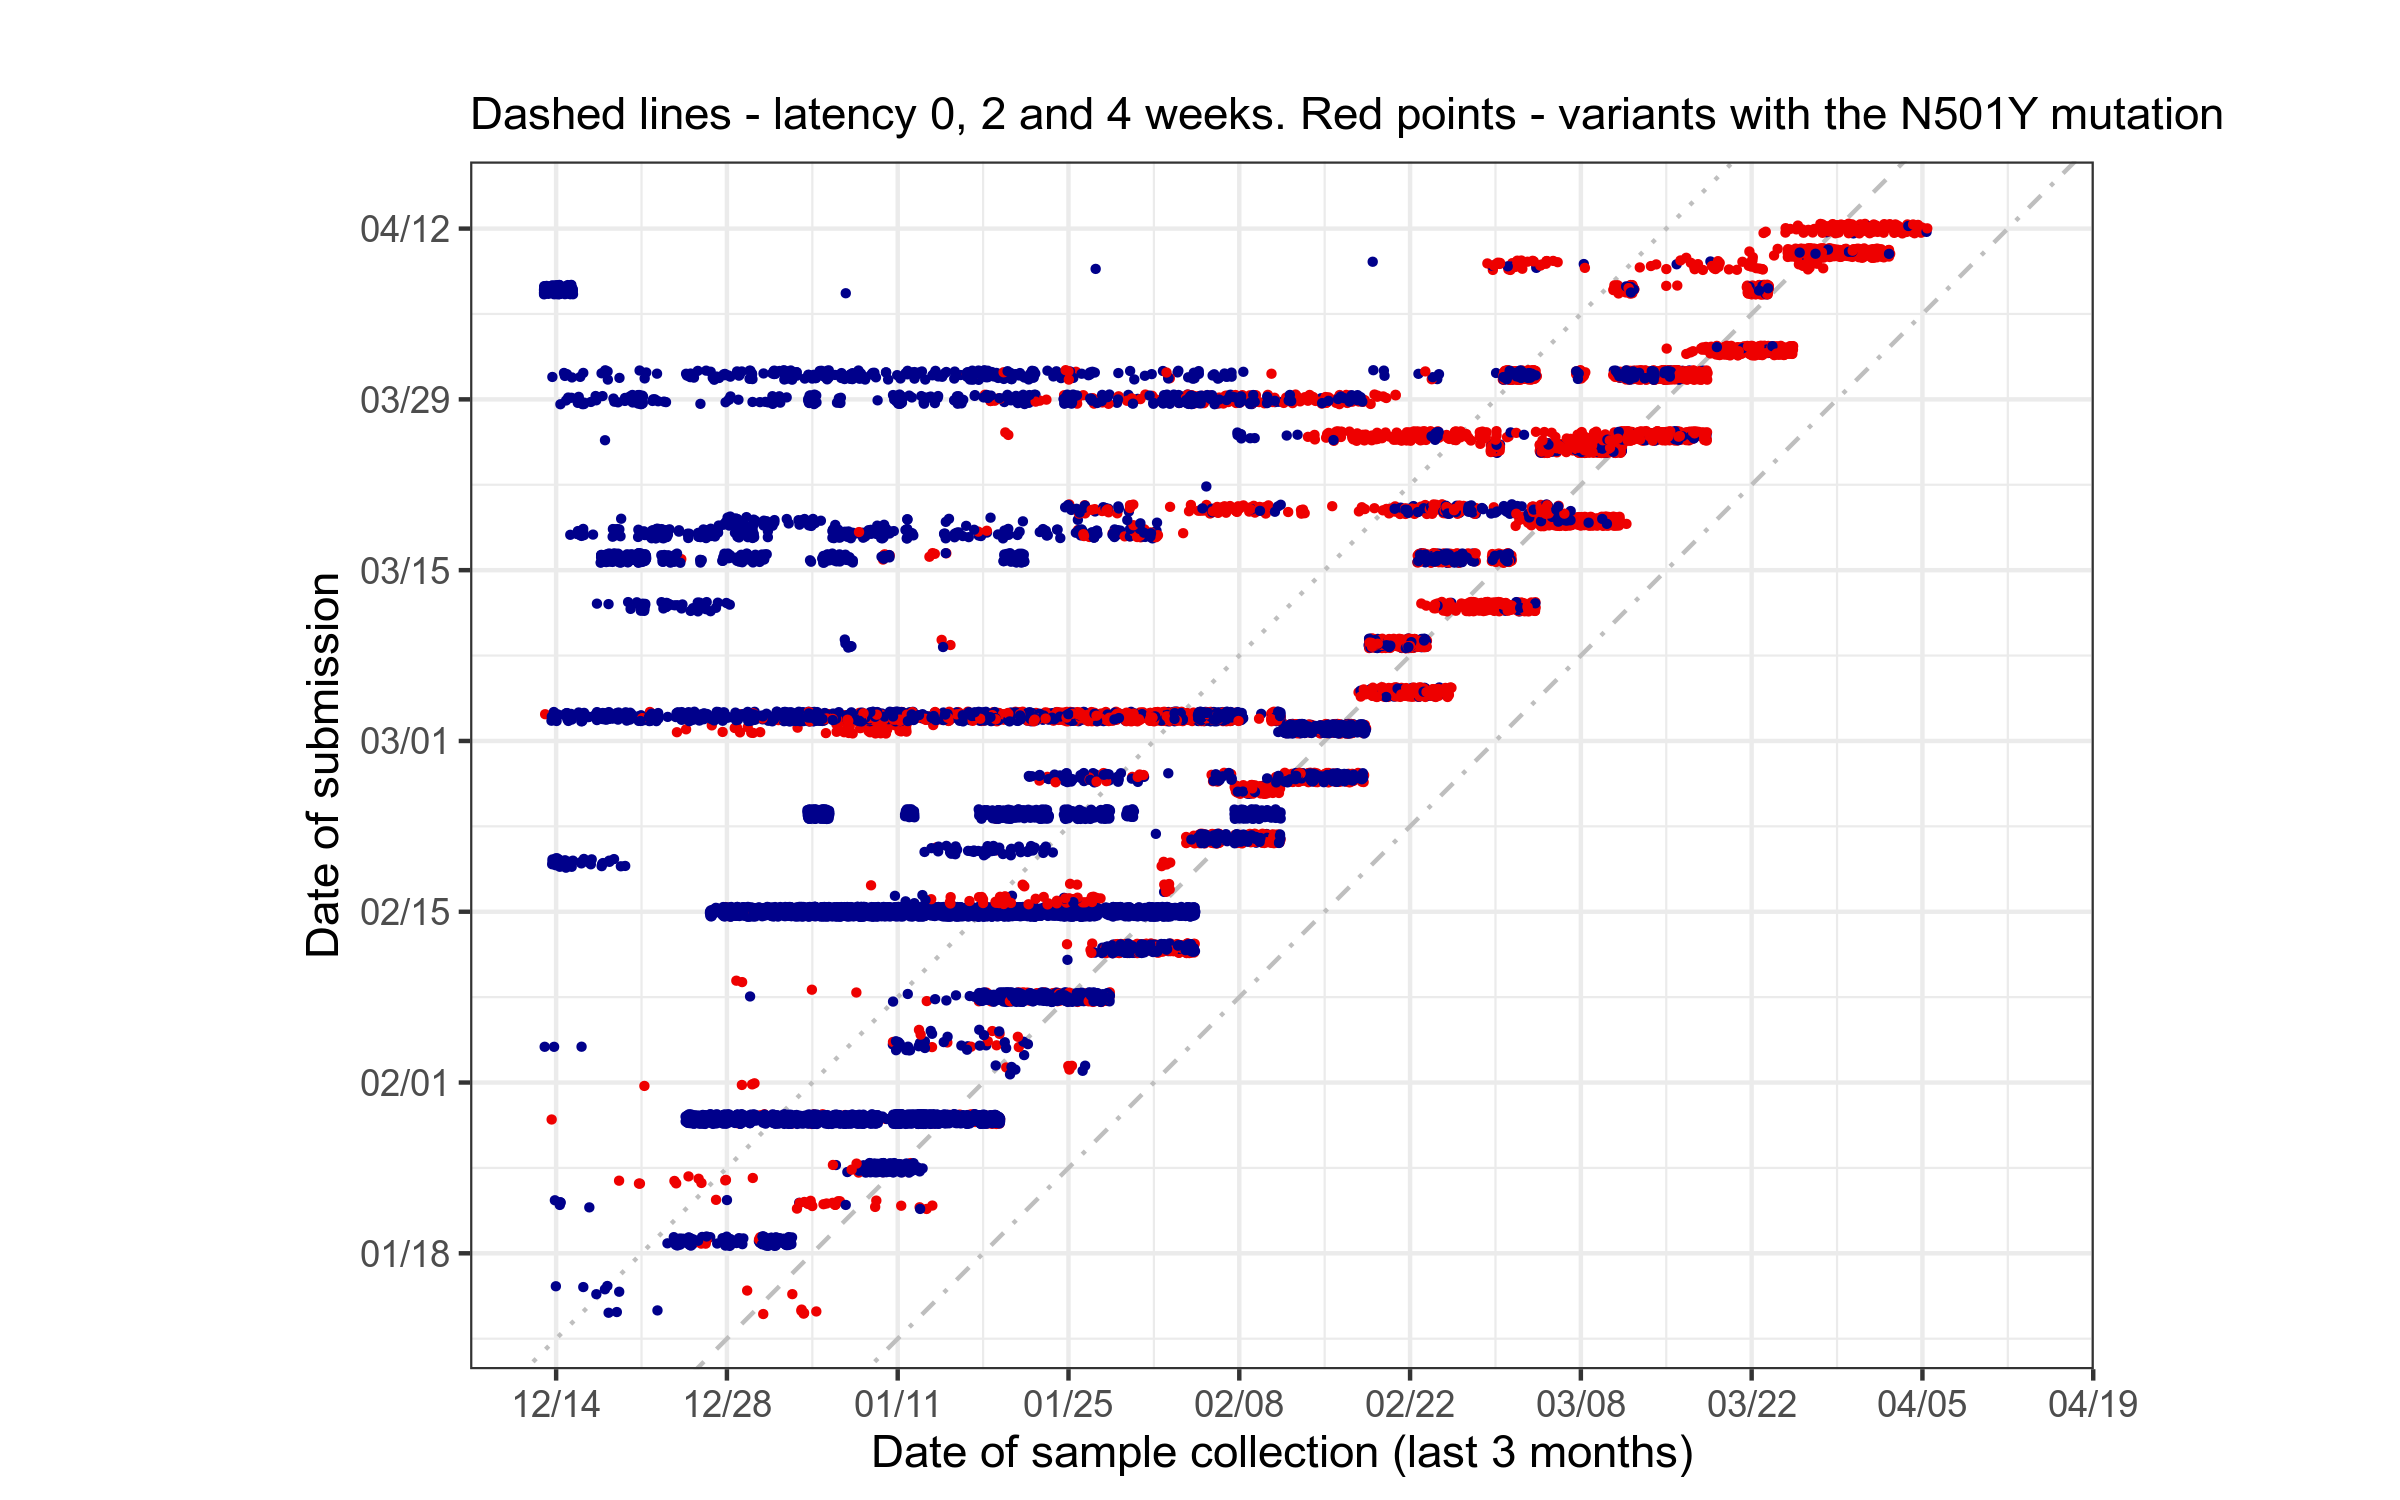 Dashed lines - latency 0, 2 and 4 weeks. Red points - variants with the N501Y mutation
Date of submission
04/12
03/29
03/15
03/01
02/15
02/01
01/18
12/14 12/28 01/11 01/25 02/08 02/22 03/08 03/22 04/05 04/19
Date of sample collection (last 3 months)